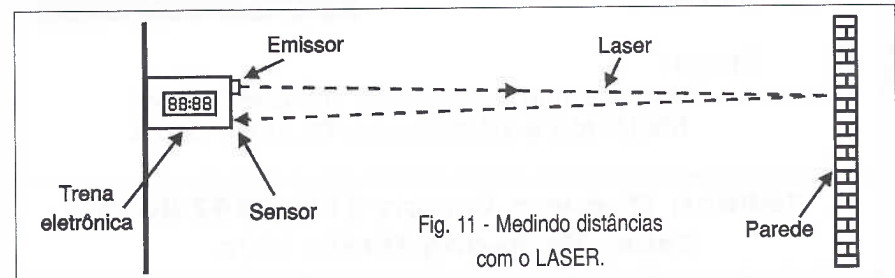 Emissor
Laser
88:88
Trena
eletrônica
Sensor
Fig. 11 - Medindo distâncias
com o LASER.
Parede